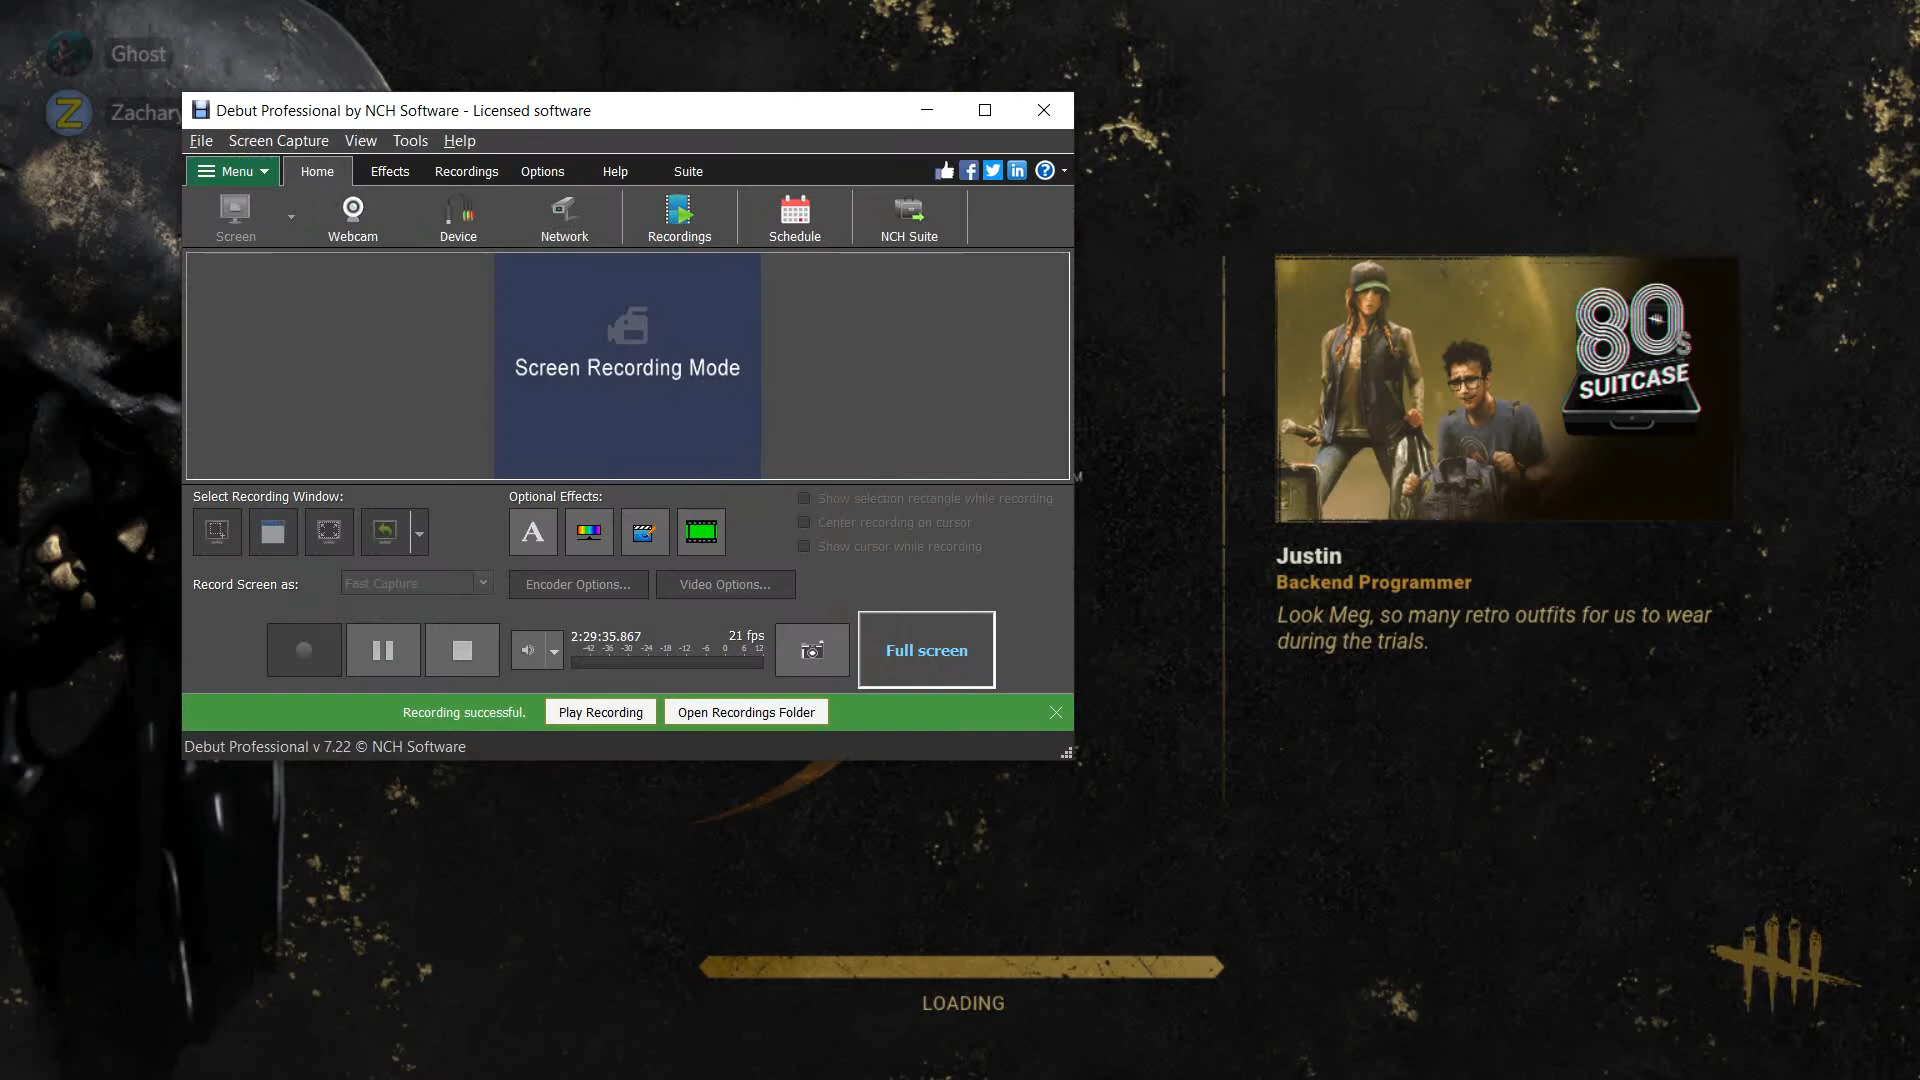 Ghost
Zachary
Debut Professional by NCH Software - Licensed software
File Screen Capture View Tools Help
Menu Home Effects Recordings Options Help Suite
Screen Webcam Device Network Recordings Schedule NCH Suite
Screen Recording Mode
Select Recording Window:
Optional Effects:
Show selection rectangle while recording
Center recording on cursor
Show cursor while recording
Record Screen as: Fast Capture Encoder Options... Video Options...
2:29:35.867 21 fps
-42 -36 -30 -24 -18 -12 -6 0 6 12
Full screen
Recording successful. Play Recording Open Recordings Folder
Debut Professional v 7.22 © NCH Software
M
80s
SUITCASE
Justin
Backend Programmer
Look Meg, so many retro outfits for us to wear
during the trials.
LOADING